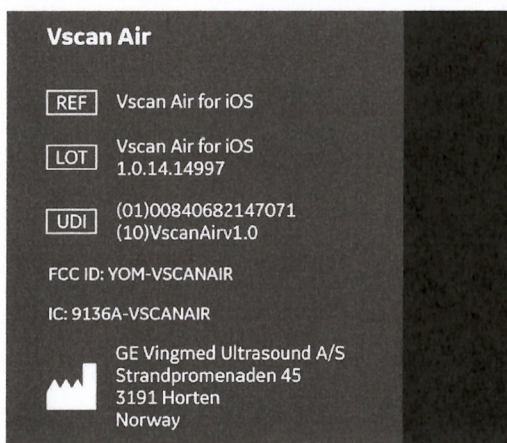 Vscan Air
REF Vscan Air for iOS
LOT Vscan Air for iOS
1.0.14.14997
UDI (01)00840682147071
(10)VscanAirv1.0
FCC ID: YOM-VSCANAIR
IC: 9136A-VSCANAIR
GE Vingmed Ultrasound A/S
Strandpromenaden 45
3191 Horten
Norway